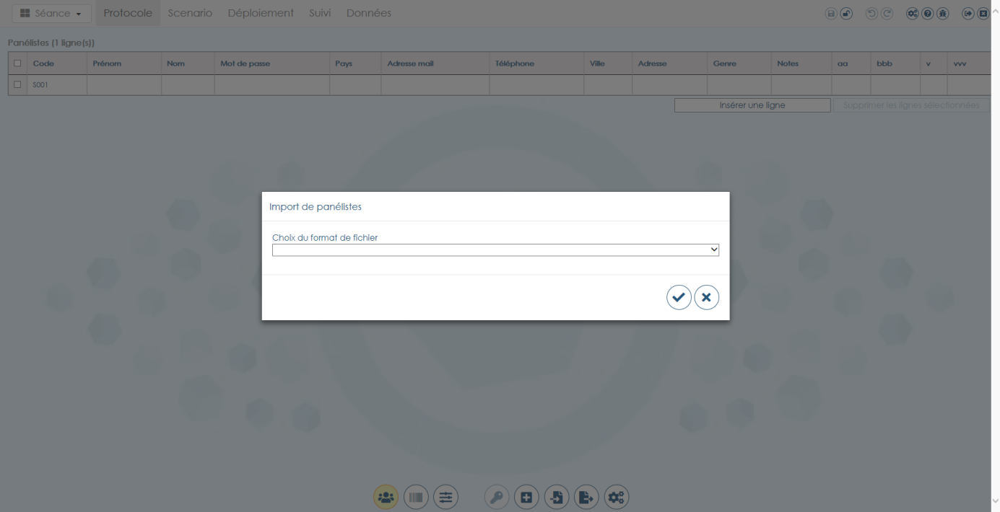 Séance Protocole Scenario Déploiement Suivi Données
Panélistes (1 ligne(s))
Code Prénom Nom Mot de passe Pays Adresse mail Téléphone Ville Adresse Genre Notes aa bbb v vvv
S001
Insérer une ligne Supprimer les lignes sélectionnées
Import de panélistes
Choix du format de fichier